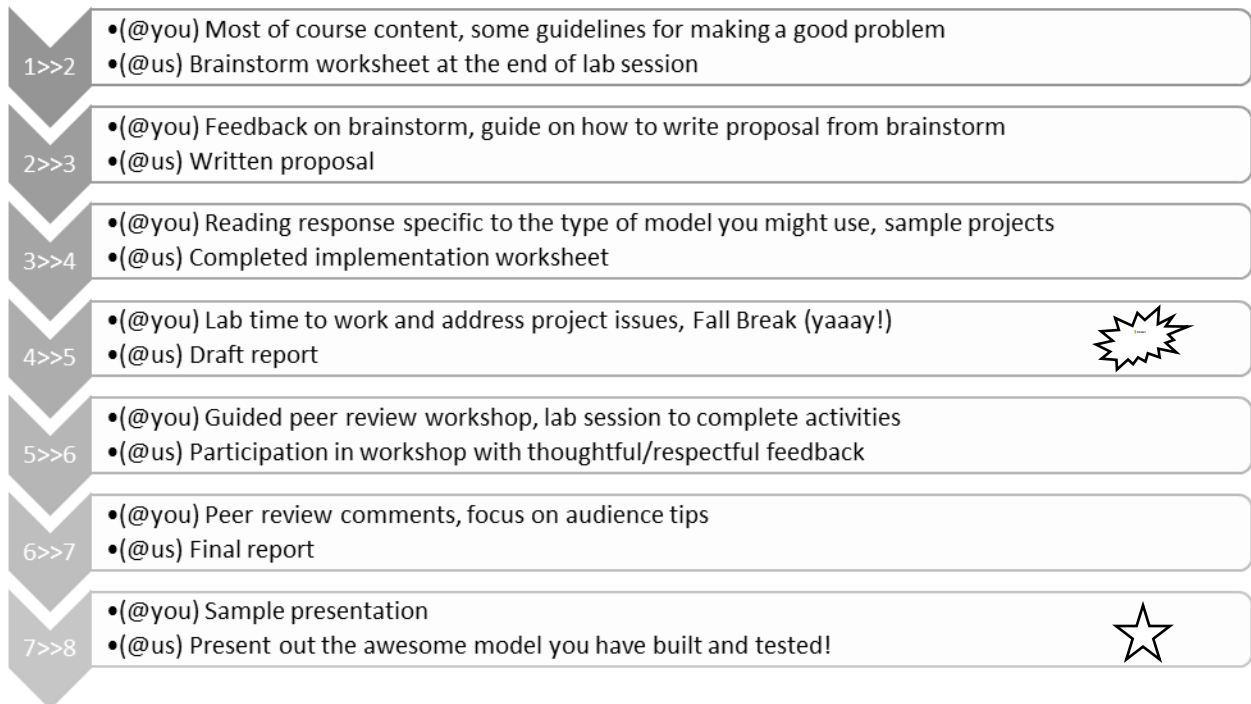 1>>2
•(@you) Most of course content, some guidelines for making a good problem
•(@us) Brainstorm worksheet at the end of lab session
2>>3
•(@you) Feedback on brainstorm, guide on how to write proposal from brainstorm
•(@us) Written proposal
3>>4
•(@you) Reading response specific to the type of model you might use, sample projects
•(@us) Completed implementation worksheet
4>>5
•(@you) Lab time to work and address project issues, Fall Break (yaaay!)
•(@us) Draft report
5>>6
•(@you) Guided peer review workshop, lab session to complete activities
•(@us) Participation in workshop with thoughtful/respectful feedback
6>>7
•(@you) Peer review comments, focus on audience tips
•(@us) Final report
7>>8
•(@you) Sample presentation
•(@us) Present out the awesome model you have built and tested!